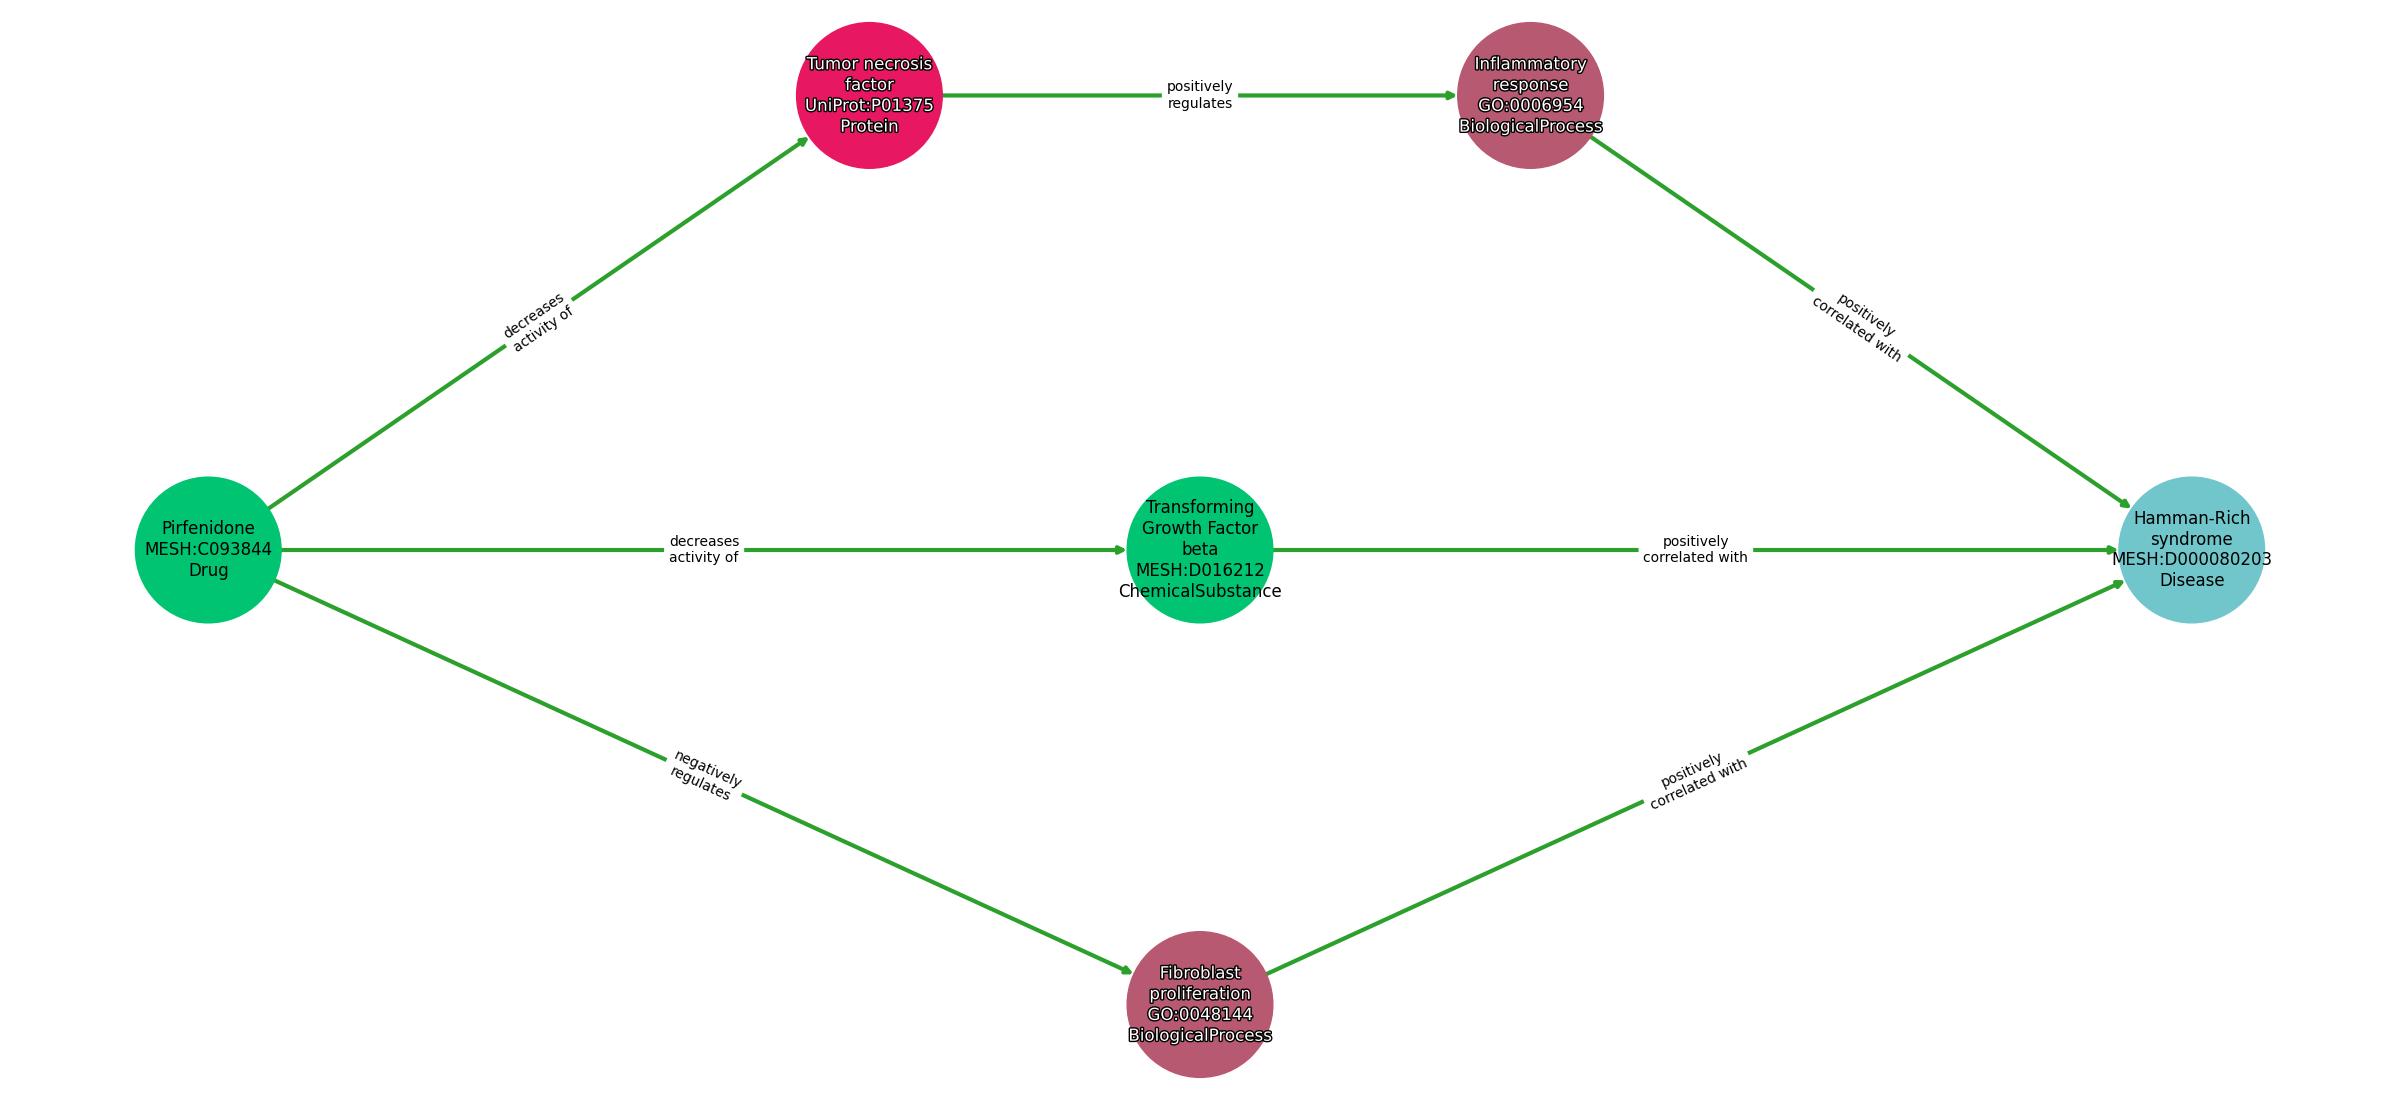 Tumor necrosis
factor
UniProt:P01375
Protein
positively
regulates
Inflammatory
response
GO:0006954
BiologicalProcess
decreases
activity of
positively
correlated with
Pirfenidone
MESH:C093844
Drug
decreases
activity of
Transforming
Growth Factor
beta
MESH:D016212
ChemicalSubstance
positively
correlated with
Hamman-Rich
syndrome
MESH:D000080203
Disease
negatively
regulates
positively
correlated with
Fibroblast
proliferation
GO:0048144
BiologicalProcess